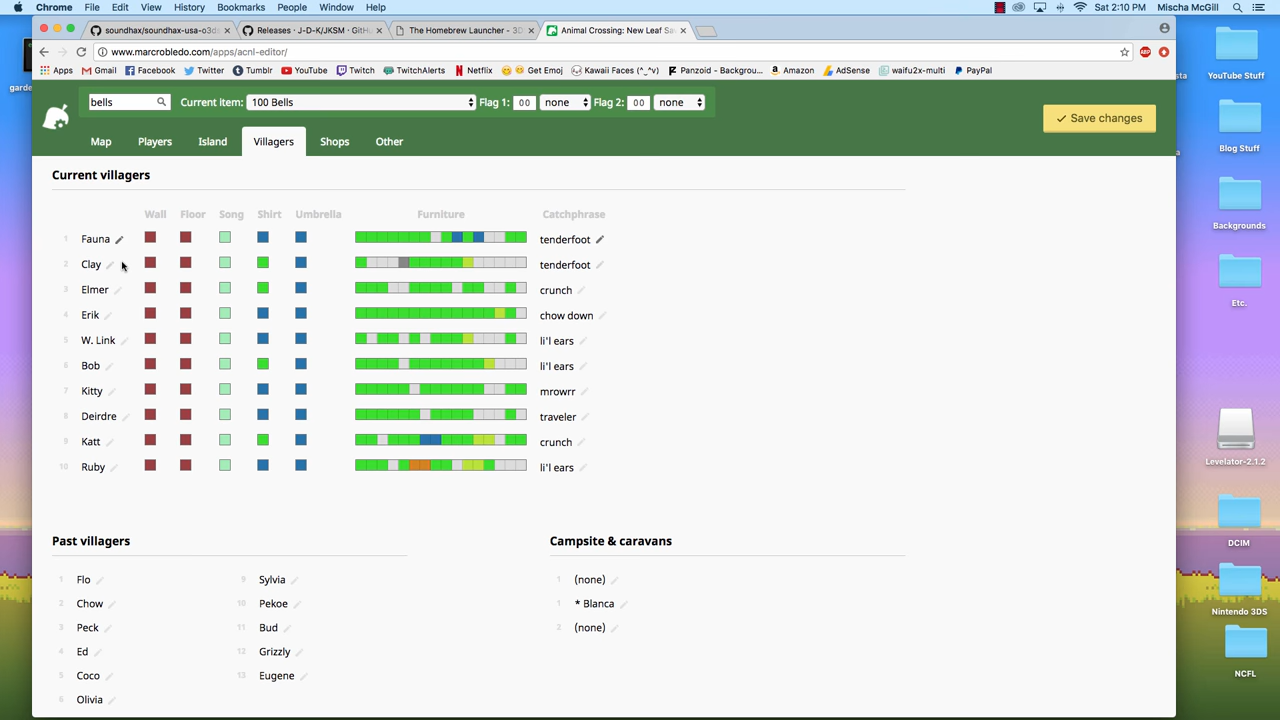 Chrome File Edit View History Bookmarks People Window Help Sat 2:10 PM Mischa McGill
soundhax/soundhax-usa-o3ds Releases · J-D-K/JKSM · GitH The Homebrew Launcher - 3D Animal Crossing: New Leaf Sa
www.marcrobledo.com/apps/acnl-editor/
Apps Gmail Facebook Twitter Tumblr YouTube Twitch TwitchAlerts Netflix Get Emoj Kawaii Faces (^_v^) Panzoid - Backgrou... Amazon AdSense waifu2x-multi PayPal
bells Current item: 100 Bells Flag 1: 00 none Flag 2: 00 none
Save changes
Map Players Island Villagers Shops Other
Current villagers
Wall Floor Song Shirt Umbrella Furniture Catchphrase
1 Fauna tenderfoot
2 Clay tenderfoot
3 Elmer crunch
4 Erik chow down
5 W. Link li'l ears
6 Bob li'l ears
7 Kitty mrowrr
8 Deirdre traveler
9 Katt crunch
10 Ruby li'l ears
Past villagers
1 Flo
2 Chow
3 Peck
4 Ed
5 Coco
6 Olivia
9 Sylvia
10 Pekoe
11 Bud
12 Grizzly
13 Eugene
Campsite & caravans
1 (none)
1 * Blanca
2 (none)
YouTube Stuff
Blog Stuff
Backgrounds
Etc.
Levelator-2.1.2
DCIM
Nintendo 3DS
NCFL
garde